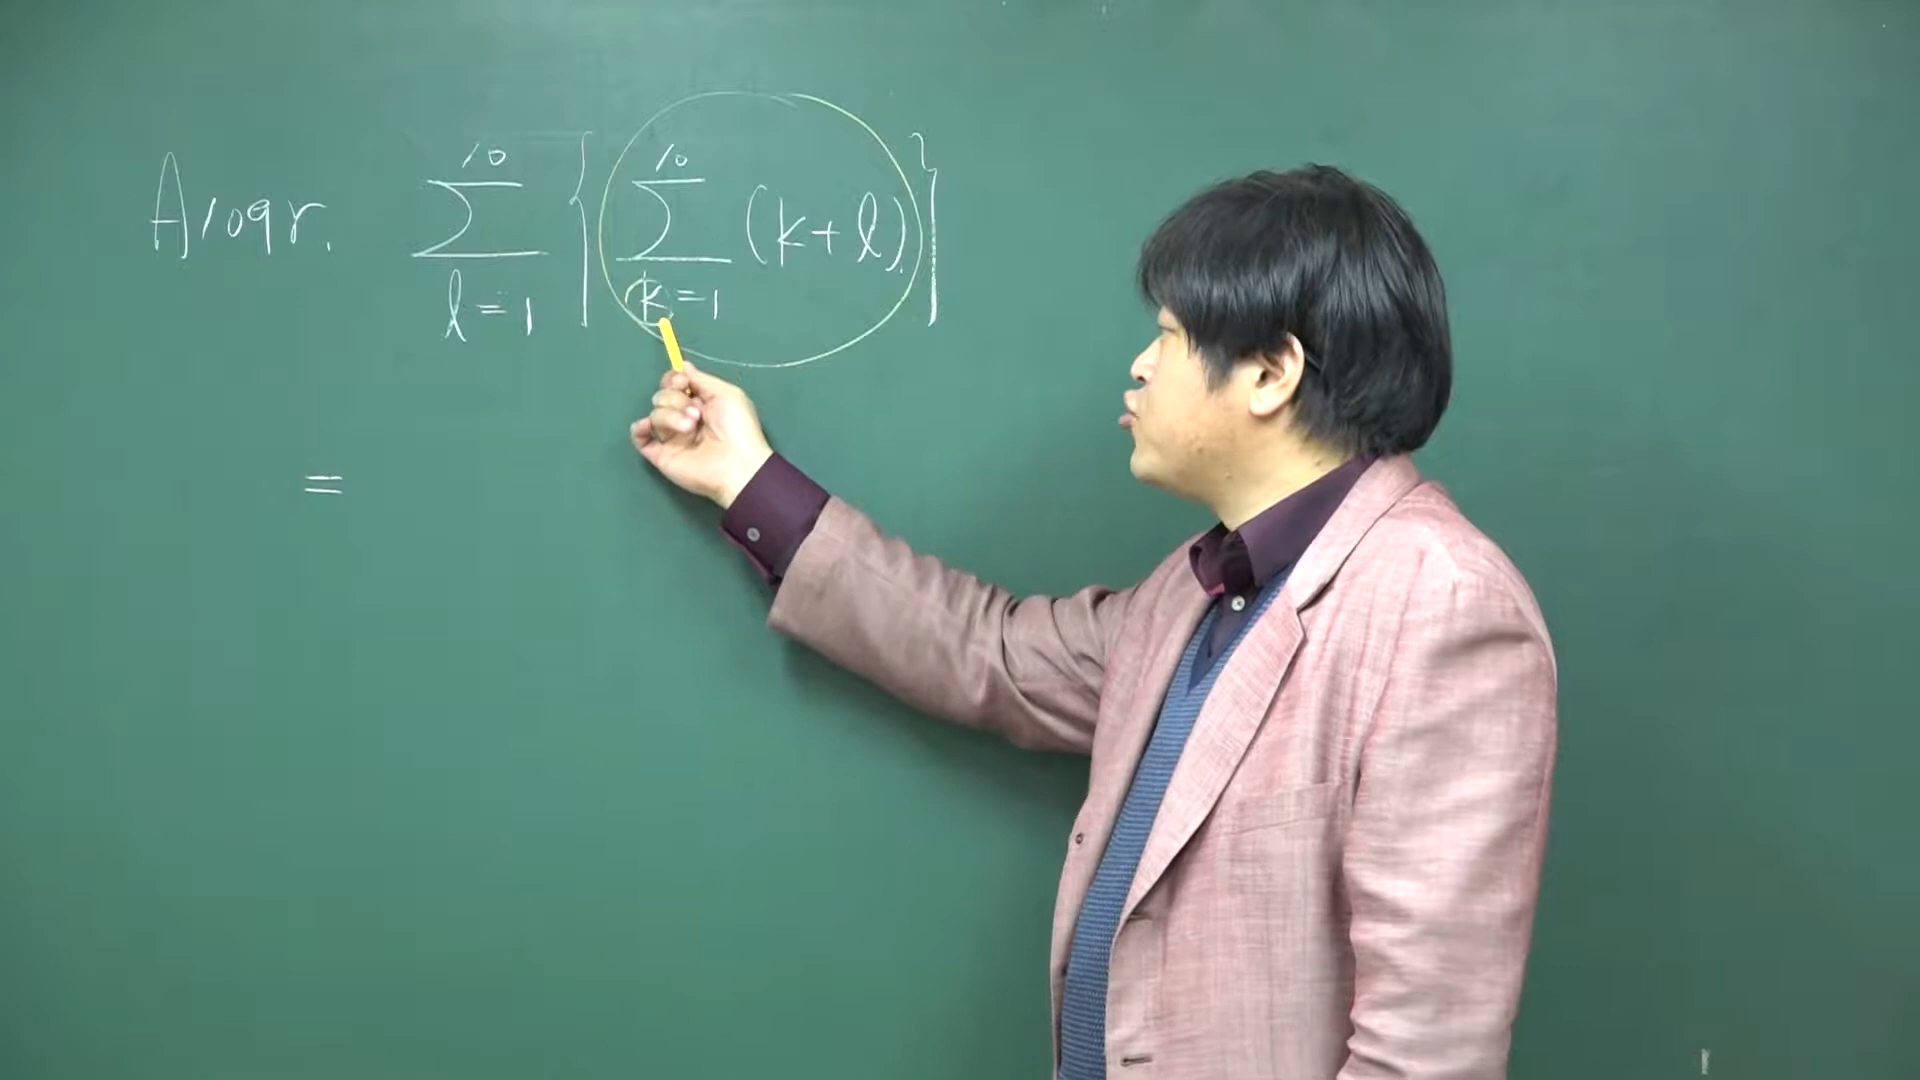 A109r. \sum_{l=1}^{10} \left\{ \sum_{k=1}^{10} (k+l) \right\}
=